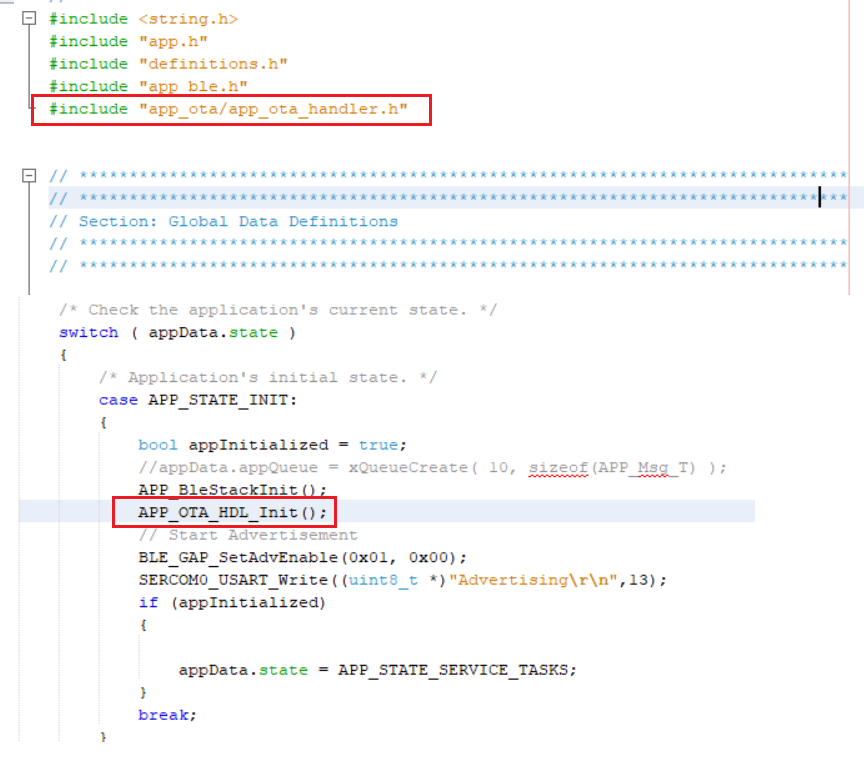 #include <string.h>
#include "app.h"
#include "definitions.h"
#include "app_ble.h"
#include "app_ota/app_ota_handler.h"
// *****************************************************************************
// *****************************************************************************
// Section: Global Data Definitions
// *****************************************************************************
// *****************************************************************************
/* Check the application's current state. */
switch ( appData.state )
{
/* Application's initial state. */
case APP_STATE_INIT:
{
bool appInitialized = true;
//appData.appQueue = xQueueCreate( 10, sizeof(APP_Msg_T) );
APP_BleStackInit();
APP_OTA_HDL_Init();
// Start Advertisement
BLE_GAP_SetAdvEnable(0x01, 0x00);
SERCOM0_USART_Write((uint8_t *)"Advertising\r\n",13);
if (appInitialized)
{
appData.state = APP_STATE_SERVICE_TASKS;
}
break;
}